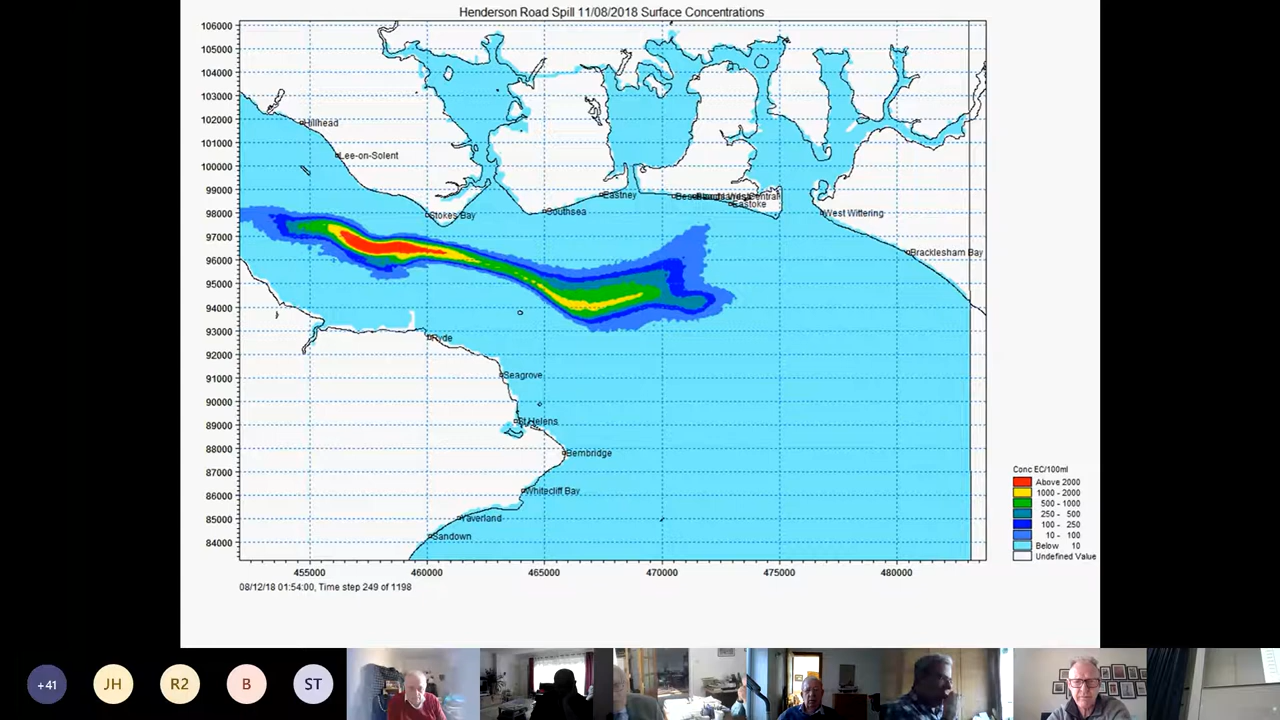 Henderson Road Spill 11/08/2018 Surface Concentrations
106000
105000
104000
103000
102000
101000
100000
99000
98000
97000
96000
95000
94000
93000
92000
91000
90000
89000
88000
87000
86000
85000
84000
Hillhead
Lee-on-Solent
Stokes Bay
Southsea
Eastney
Eastoke
West Wittering
Bracklesham Bay
Ryde
Seagrove
St Helens
Bembridge
Whitecliff Bay
Yaverland
Sandown
455000 460000 465000 470000 475000 480000
08/12/18 01:54:00, Time step 249 of 1198
Conc EC/100ml
Above 2000
1000 - 2000
500 - 1000
250 - 500
100 - 250
10 - 100
Below 10
Undefined Value
+41 JH R2 B ST